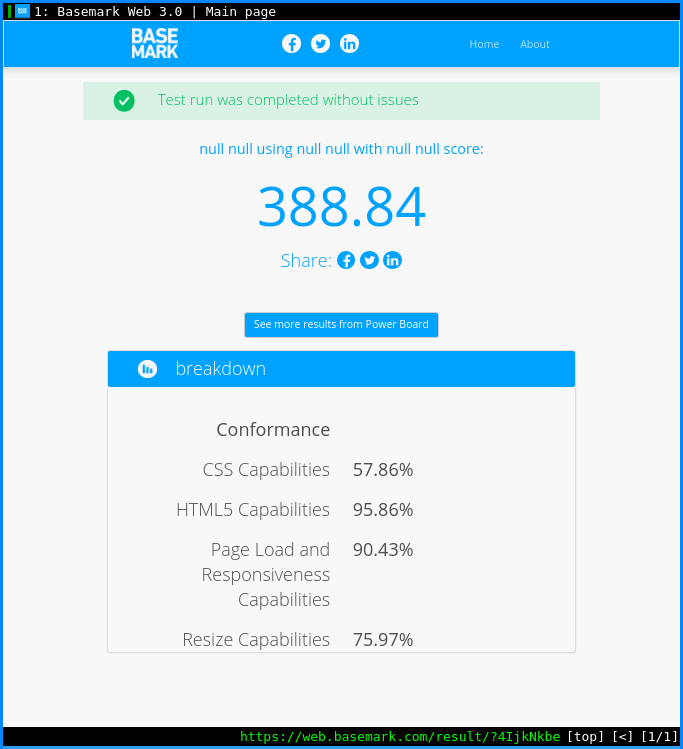 1: Basemark Web 3.0 | Main page
BASE
MARK
Home About
Test run was completed without issues
null null using null null with null null score:
388.84
Share:
See more results from Power Board
breakdown
Conformance
CSS Capabilities 57.86%
HTML5 Capabilities 95.86%
Page Load and 90.43%
Responsiveness
Capabilities
Resize Capabilities 75.97%
https://web.basemark.com/result/?4IjkNkbe [top] [<] [1/1]